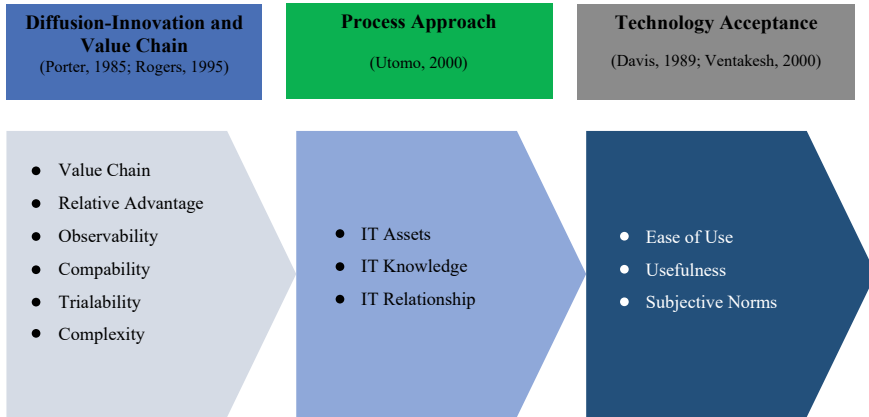 Diffusion-Innovation and
Value Chain
(Porter, 1985; Rogers, 1995)
Process Approach
(Utomo, 2000)
Technology Acceptance
(Davis, 1989; Ventakesh, 2000)
● Value Chain
● Relative Advantage
● Observability
● Compability
● Trialability
● Complexity
● IT Assets
● IT Knowledge
● IT Relationship
● Ease of Use
● Usefulness
● Subjective Norms